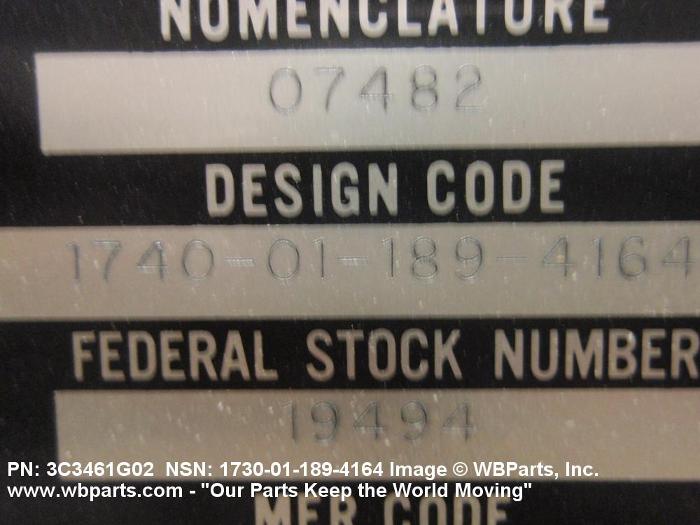 NOMENCLATURE
07482
DESIGN CODE
1740-01-189-4164
FEDERAL STOCK NUMBER
19494
PN: 3C3461G02 NSN: 1730-01-189-4164 Image © WBParts, Inc.
www.wbparts.com - "Our Parts Keep the World Moving"
MFR CODE